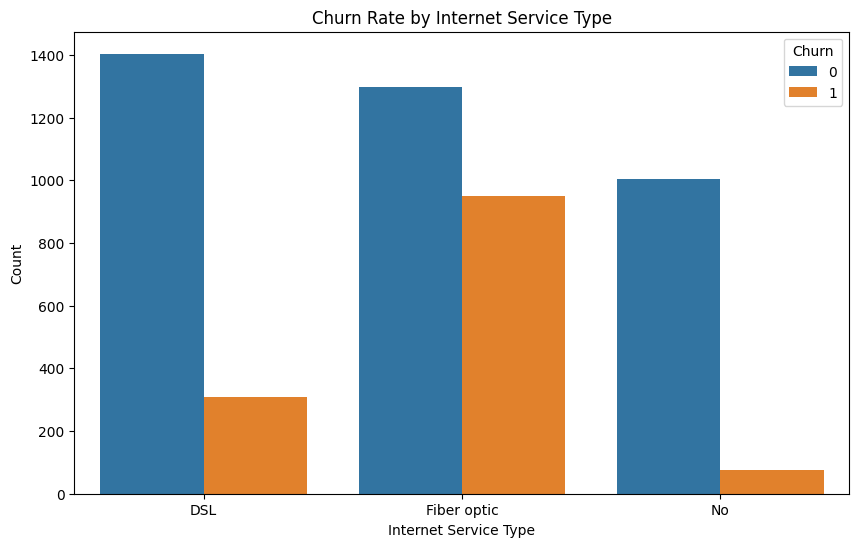 Churn Rate by Internet Service Type
Churn
0
1
1400
1200
1000
800
600
400
200
0
Count
DSL
Fiber optic
No
Internet Service Type